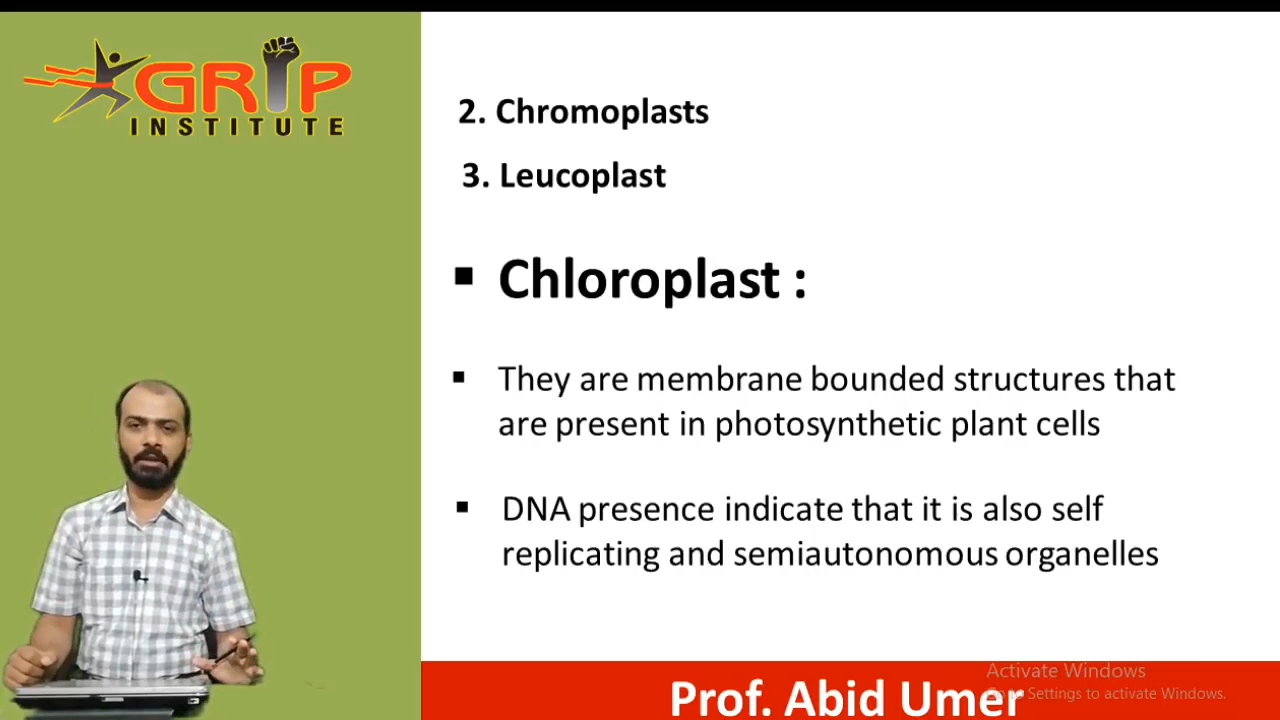 GRIP
INSTITUTE
2. Chromoplasts
3. Leucoplast
▪ Chloroplast :
▪ They are membrane bounded structures that
are present in photosynthetic plant cells
▪ DNA presence indicate that it is also self
replicating and semiautonomous organelles
Activate Windows
Go to Settings to activate Windows.
Prof. Abid Umer